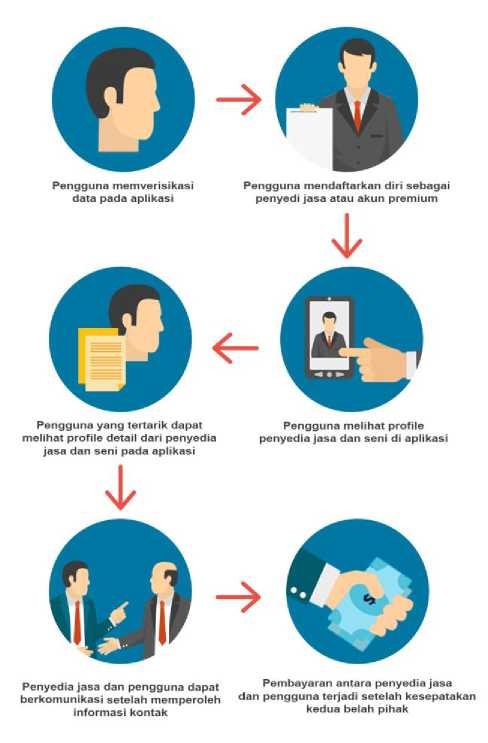 Pengguna memverisikasi
data pada aplikasi
Pengguna mendaftarkan diri sebagai
penyedi jasa atau akun premium
Pengguna melihat profile
penyedia jasa dan seni di aplikasi
Pengguna yang tertarik dapat
melihat profile detail dari penyedia
jasa dan seni pada aplikasi
Penyedia jasa dan pengguna dapat
berkomunikasi setelah memperoleh
informasi kontak
$
Pembayaran antara penyedia jasa
dan pengguna terjadi setelah kesepatakan
kedua belah pihak